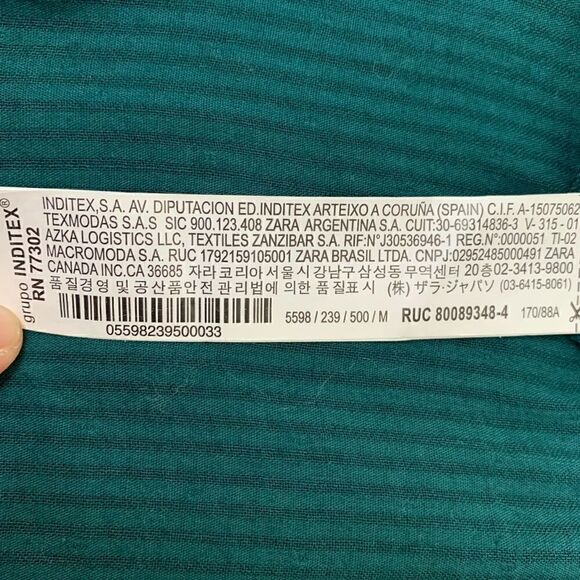 grupo INDITEX®
RN 77302
INDITEX,S.A. AV. DIPUTACION ED.INDITEX ARTEIXO A CORUÑA (SPAIN) C.I.F. A-15075062
TEXMODAS S.A.S SIC 900.123.408 ZARA ARGENTINA S.A. CUIT:30-69314836-3 V- 315 - 01
AZKA LOGISTICS LLC, TEXTILES ZANZIBAR S.A. RIF:NºJ30536946-1 REG.Nº0000051 TI-02
MACROMODA S.A. RUC 1792159105001 ZARA BRASIL LTDA. CNPJ:02952485000491 ZARA
CANADA INC.CA 36685 자라 코리아 서울시 강남구 삼성동 무역센터 20층 02-3413-9800
품질경영 및 공산품안전 관리법에 의한 품질표시 (株) ザラ・ジャパン (03-6415-8061)
05598239500033
5598 / 239 / 500 / M
RUC 80089348-4
170/88A